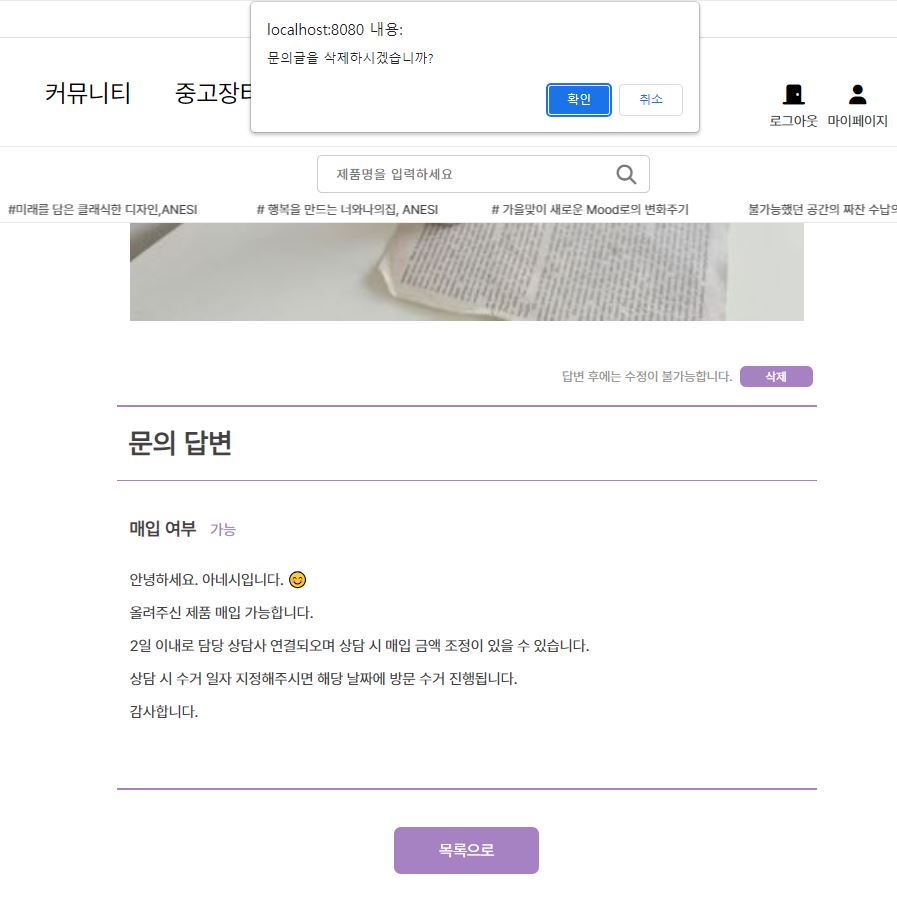 localhost:8080 내용:
문의글을 삭제하시겠습니까?
확인 취소
커뮤니티 중고장터
로그아웃 마이페이지
제품명을 입력하세요
#미래를 담은 클래식한 디자인,ANESI # 행복을 만드는 너와나의집, ANESI # 가을맞이 새로운 Mood로의 변화주기 불가능했던 공간의 짜잔 수납의
답변 후에는 수정이 불가능합니다. 삭제
문의 답변
매입 여부 가능
안녕하세요. 아네시입니다. 😊
올려주신 제품 매입 가능합니다.
2일 이내로 담당 상담사 연결되오며 상담 시 매입 금액 조정이 있을 수 있습니다.
상담 시 수거 일자 지정해주시면 해당 날짜에 방문 수거 진행됩니다.
감사합니다.
목록으로